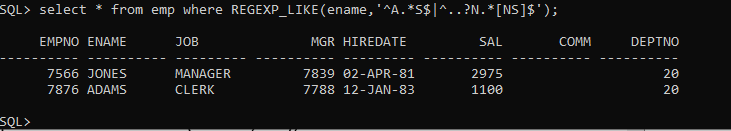 SQL> select * from emp where REGEXP_LIKE(ename,'^A.*S$|^..?N.*[NS]$');
EMPNO ENAME JOB MGR HIREDATE SAL COMM DEPTNO
---------- ---------- --------- ---------- --------- ---------- ---------- ----------
7566 JONES MANAGER 7839 02-APR-81 2975 20
7876 ADAMS CLERK 7788 12-JAN-83 1100 20
SQL>